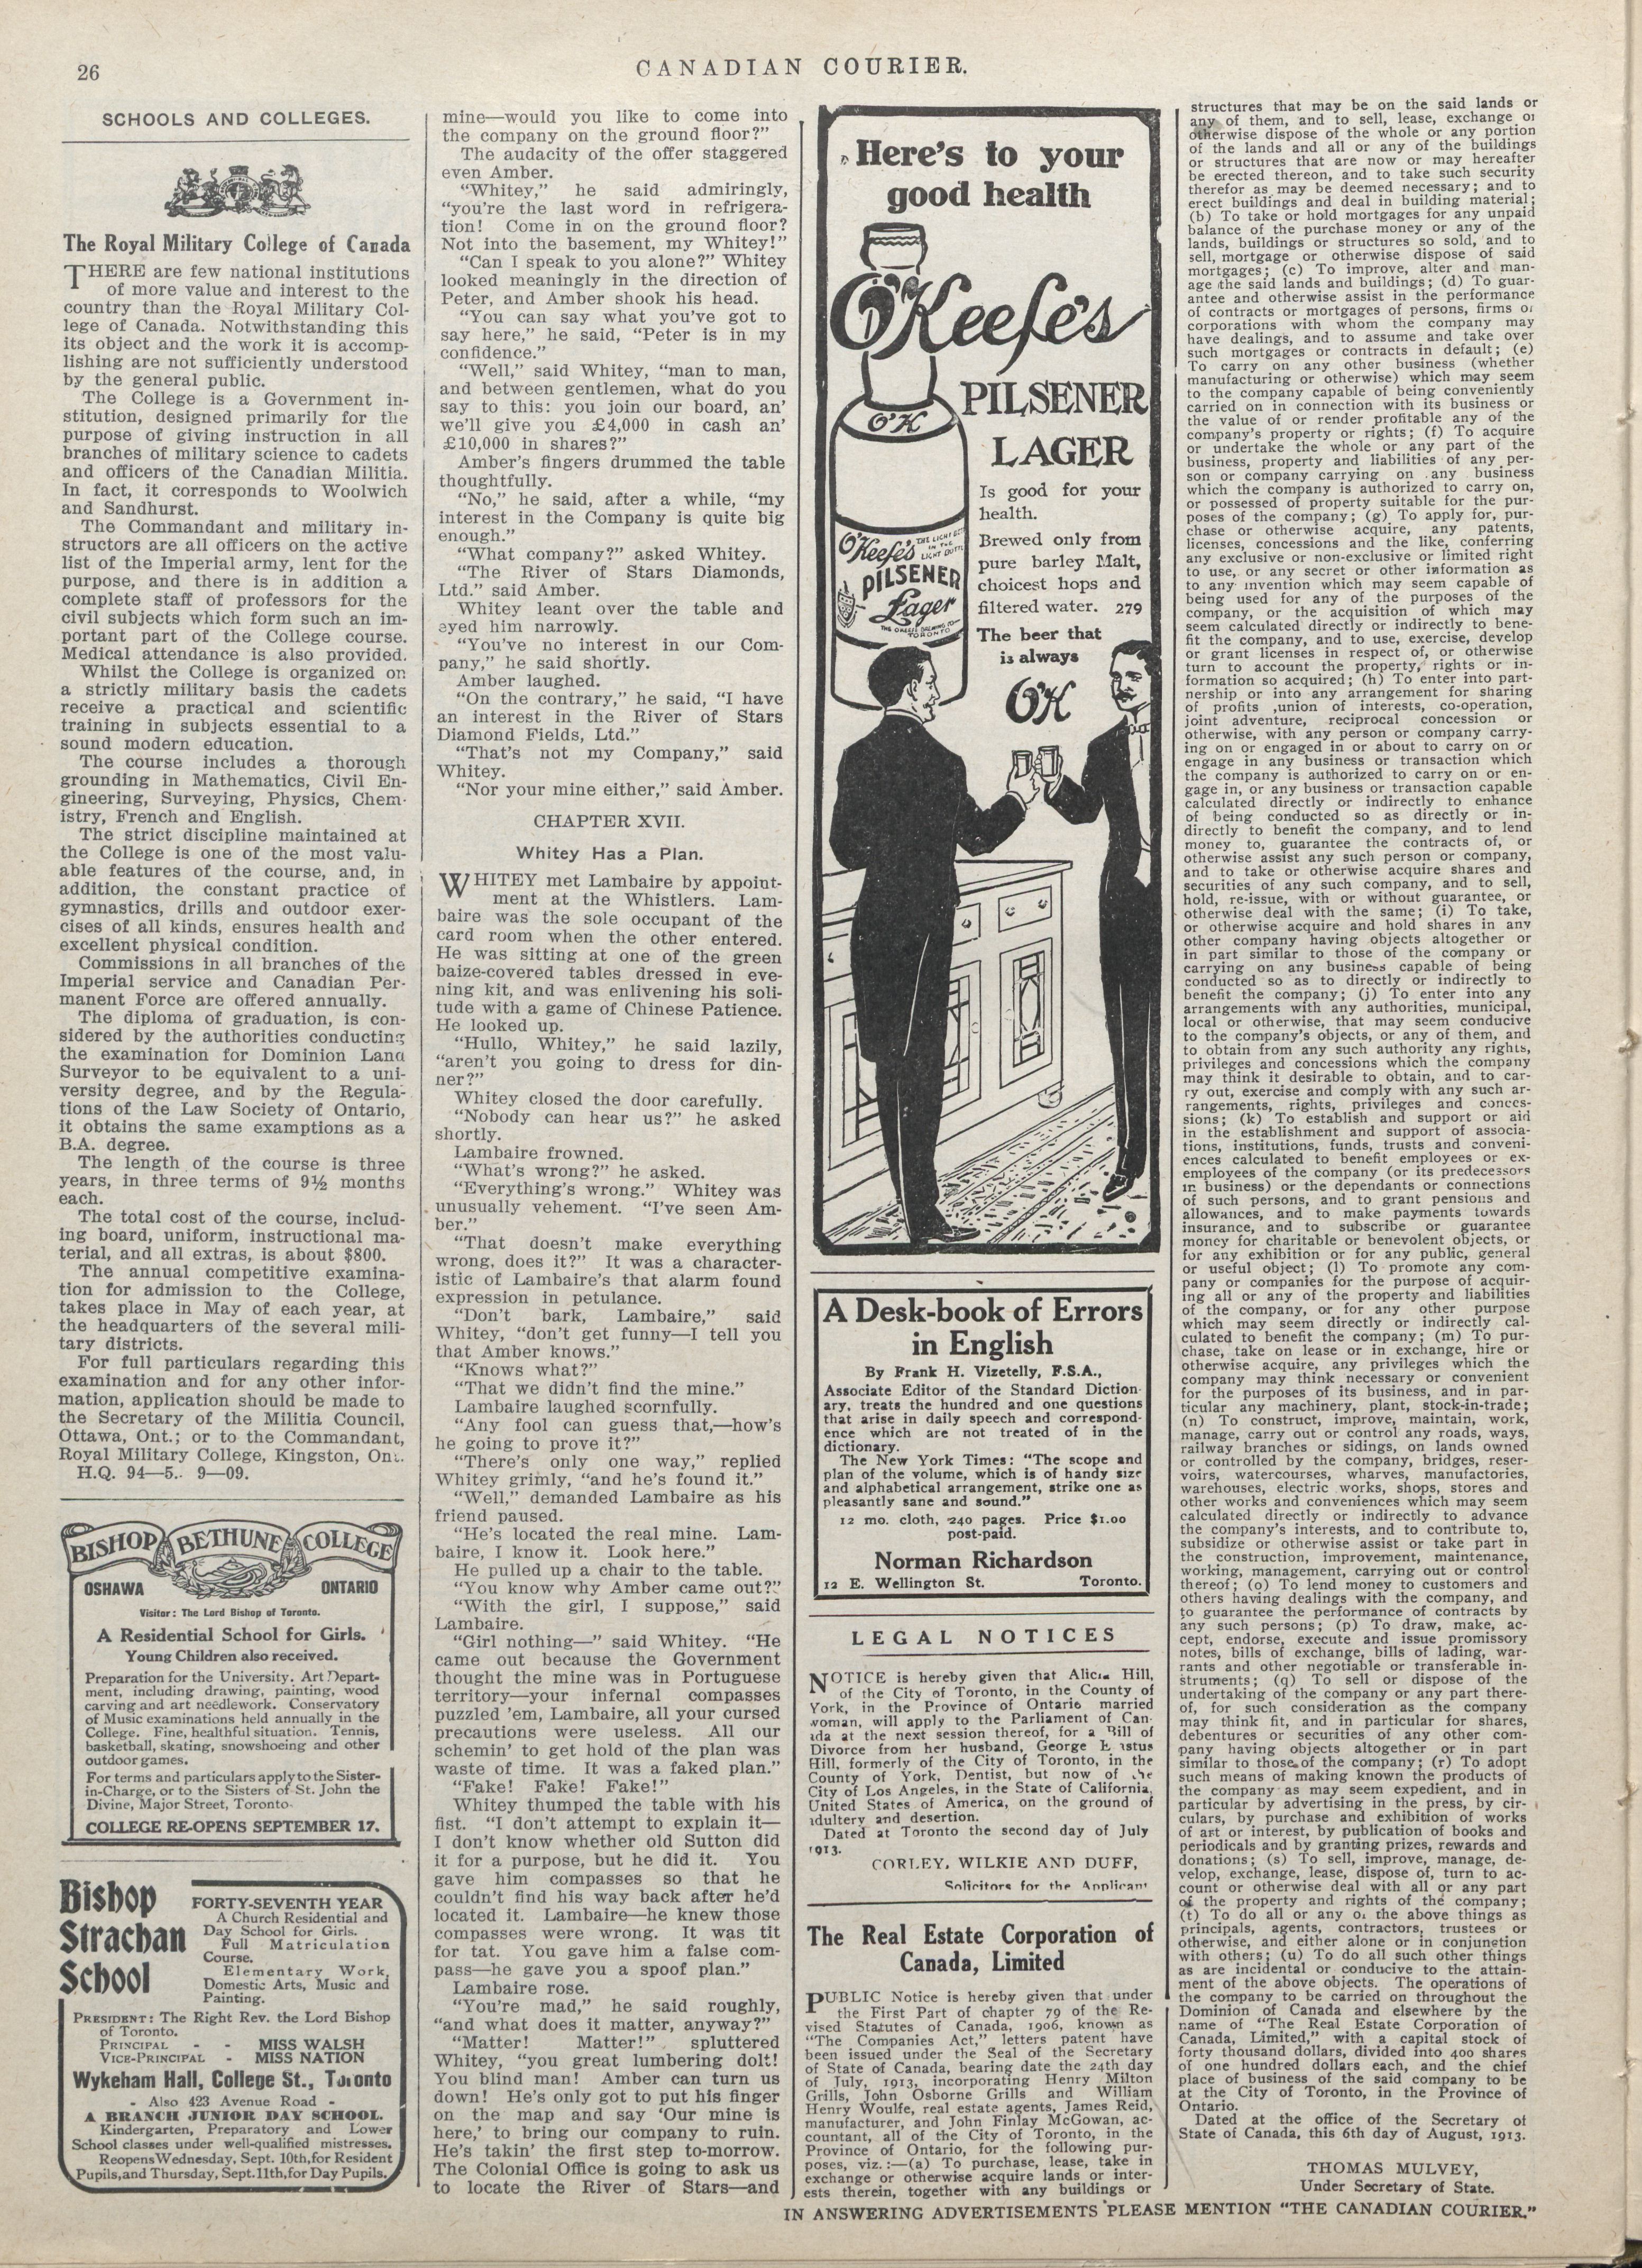 26
CANADIAN COURIER.
SCHOOLS AND COLLEGES.
The Royal Military College of Canada
THERE are few national institutions
of more value and interest to the
country than the Royal Military Col-
lege of Canada. Notwithstanding this
its object and the work it is accomp-
lishing are not sufficiently understood
by the general public.
The College is a Government in-
stitution, designed primarily for the
purpose of giving instruction in all
branches of military science to cadets
and officers of the Canadian Militia.
In fact, it corresponds to Woolwich
and Sandhurst.
The Commandant and military in-
structors are all officers on the active
list of the Imperial army, lent for the
purpose, and there is in addition a
complete staff of professors for the
civil subjects which form such an im-
portant part of the College course.
Medical attendance is also provided.
Whilst the College is organized on
a strictly military basis the cadets
receive a practical and scientific
training in subjects essential to a
sound modern education.
The course includes a thorough
grounding in Mathematics, Civil En-
gineering, Surveying, Physics, Chem-
istry, French and English.
The strict discipline maintained at
the College is one of the most valu-
able features of the course, and, in
addition, the constant practice of
gymnastics, drills and outdoor exer-
cises of all kinds, ensures health and
excellent physical condition.
Commissions in all branches of the
Imperial service and Canadian Per-
manent Force are offered annually.
The diploma of graduation, is con-
sidered by the authorities conducting
the examination for Dominion Land
Surveyor to be equivalent to a uni-
versity degree, and by the Regula-
tions of the Law Society of Ontario,
it obtains the same examptions as a
B.A. degree.
The length of the course is three
years, in three terms of 9½ months
each.
The total cost of the course, includ-
ing board, uniform, instructional ma-
terial, and all extras, is about $800.
The annual competitive examina-
tion for admission to the College,
takes place in May of each year, at
the headquarters of the several mili-
tary districts.
For full particulars regarding this
examination and for any other infor-
mation, application should be made to
the Secretary of the Militia Council,
Ottawa, Ont.; or to the Commandant,
Royal Military College, Kingston, Ont.
H.Q. 94—5.. 9—09.
BISHOP BETHUNE COLLEGE
OSHAWA ONTARIO
Visitor: The Lord Bishop of Toronto.
A Residential School for Girls.
Young Children also received.
Preparation for the University. Art Depart-
ment, including drawing, painting, wood
carving and art needlework. Conservatory
of Music examinations held annually in the
College. Fine, healthful situation. Tennis,
basketball, skating, snowshoeing and other
outdoor games.
For terms and particulars apply to the Sister-
in-Charge, or to the Sisters of St. John the
Divine, Major Street, Toronto
COLLEGE RE-OPENS SEPTEMBER 17.
Bishop
Strachan
School
FORTY-SEVENTH YEAR
A Church Residential and
Day School for Girls.
Full Matriculation
Course.
Elementary Work,
Domestic Arts, Music and
Painting.
PRESIDENT: The Right Rev. the Lord Bishop
of Toronto.
PRINCIPAL - - MISS WALSH
VICE-PRINCIPAL - MISS NATION
Wykeham Hall, College St., Toronto
- Also 423 Avenue Road -
A BRANCH JUNIOR DAY SCHOOL.
Kindergarten, Preparatory and Lower
School classes under well-qualified mistresses.
Reopens Wednesday, Sept. 10th, for Resident
Pupils, and Thursday, Sept. 11th, for Day Pupils.
mine—would you like to come into
the company on the ground floor?"
The audacity of the offer staggered
even Amber.
"Whitey," he said admiringly,
"you're the last word in refrigera-
tion! Come in on the ground floor?
Not into the basement, my Whitey!"
"Can I speak to you alone?" Whitey
looked meaningly in the direction of
Peter, and Amber shook his head.
"You can say what you've got to
say here," he said, "Peter is in my
confidence."
"Well," said Whitey, "man to man,
and between gentlemen, what do you
say to this: you join our board, an'
we'll give you £4,000 in cash an'
£10,000 in shares?"
Amber's fingers drummed the table
thoughtfully.
"No," he said, after a while, "my
interest in the Company is quite big
enough."
"What company?" asked Whitey.
"The River of Stars Diamonds,
Ltd." said Amber.
Whitey leant over the table and
eyed him narrowly.
"You've no interest in our Com-
pany," he said shortly.
Amber laughed.
"On the contrary," he said, "I have
an interest in the River of Stars
Diamond Fields, Ltd."
"That's not my Company," said
Whitey.
"Nor your mine either," said Amber.
CHAPTER XVII.
Whitey Has a Plan.
WHITEY met Lambaire by appoint-
ment at the Whistlers. Lam-
baire was the sole occupant of the
card room when the other entered.
He was sitting at one of the green
baize-covered tables dressed in eve-
ning kit, and was enlivening his soli-
tude with a game of Chinese Patience.
He looked up.
"Hullo, Whitey," he said lazily,
"aren't you going to dress for din-
ner?"
Whitey closed the door carefully.
"Nobody can hear us?" he asked
shortly.
Lambaire frowned.
"What's wrong?" he asked.
"Everything's wrong." Whitey was
unusually vehement. "I've seen Am-
ber."
"That doesn't make everything
wrong, does it?" It was a character-
istic of Lambaire's that alarm found
expression in petulance.
"Don't bark, Lambaire," said
Whitey, "don't get funny—I tell you
that Amber knows."
"Knows what?"
"That we didn't find the mine."
Lambaire laughed scornfully.
"Any fool can guess that,—how's
he going to prove it?"
"There's only one way," replied
Whitey grimly, "and he's found it."
"Well," demanded Lambaire as his
friend paused.
"He's located the real mine. Lam-
baire, I know it. Look here."
He pulled up a chair to the table.
"You know why Amber came out?"
"With the girl, I suppose," said
Lambaire.
"Girl nothing—" said Whitey. "He
came out because the Government
thought the mine was in Portuguese
territory—your infernal compasses
puzzled 'em, Lambaire, all your cursed
precautions were useless. All our
schemin' to get hold of the plan was
waste of time. It was a faked plan."
"Fake! Fake! Fake!"
Whitey thumped the table with his
fist. "I don't attempt to explain it—
I don't know whether old Sutton did
it for a purpose, but he did it. You
gave him compasses so that he
couldn't find his way back after he'd
located it. Lambaire—he knew those
compasses were wrong. It was tit
for tat. You gave him a false com-
pass—he gave you a spoof plan."
Lambaire rose.
"You're mad," he said roughly,
"and what does it matter, anyway?"
"Matter! Matter!" spluttered
Whitey, "you great lumbering dolt!
You blind man! Amber can turn us
down! He's only got to put his finger
on the map and say 'Our mine is
here,' to bring our company to ruin.
He's takin' the first step to-morrow.
The Colonial Office is going to ask us
to locate the River of Stars—and
Here's to your
good health
O'Keefe's
PILSENER
LAGER
O'K
Is good for your
health.
Brewed only from
pure barley Malt,
choicest hops and
filtered water. 279
The beer that
is always
OK
O'Keefe's
THE LIGHT BEER
IN THE
LIGHT BOTTLE
PILSENER
Lager
THE O'KEEFE BREWING CO.
TORONTO
A Desk-book of Errors
in English
By Frank H. Vizetelly, F.S.A.,
Associate Editor of the Standard Diction-
ary, treats the hundred and one questions
that arise in daily speech and correspond-
ence which are not treated of in the
dictionary.
The New York Times: "The scope and
plan of the volume, which is of handy size
and alphabetical arrangement, strike one as
pleasantly sane and sound."
12 mo. cloth, 240 pages. Price $1.00
post-paid.
Norman Richardson
12 E. Wellington St. Toronto.
LEGAL NOTICES
NOTICE is hereby given that Alicia Hill,
of the City of Toronto, in the County of
York, in the Province of Ontario married
woman, will apply to the Parliament of Can-
ada at the next session thereof, for a Bill of
Divorce from her husband, George Erastus
Hill, formerly of the City of Toronto, in the
County of York, Dentist, but now of the
City of Los Angeles, in the State of California,
United States of America, on the ground of
adultery and desertion.
Dated at Toronto the second day of July
1913.
CORLEY, WILKIE AND DUFF,
Solicitors for the Applicant
The Real Estate Corporation of
Canada, Limited
PUBLIC Notice is hereby given that under
the First Part of chapter 79 of the Re-
vised Statutes of Canada, 1906, known as
"The Companies Act," letters patent have
been issued under the Seal of the Secretary
of State of Canada, bearing date the 24th day
of July, 1913, incorporating Henry Milton
Grills, John Osborne Grills and William
Henry Woulfe, real estate agents, James Reid,
manufacturer, and John Finlay McGowan, ac-
countant, all of the City of Toronto, in the
Province of Ontario, for the following pur-
poses, viz.:—(a) To purchase, lease, take in
exchange or otherwise acquire lands or inter-
ests therein, together with any buildings or
structures that may be on the said lands or
any of them, and to sell, lease, exchange or
otherwise dispose of the whole or any portion
of the lands and all or any of the buildings
or structures that are now or may hereafter
be erected thereon, and to take such security
therefor as may be deemed necessary; and to
erect buildings and deal in building material;
(b) To take or hold mortgages for any unpaid
balance of the purchase money or any of the
lands, buildings or structures so sold, and to
sell, mortgage or otherwise dispose of said
mortgages; (c) To improve, alter and man-
age the said lands and buildings; (d) To guar-
antee and otherwise assist in the performance
of contracts or mortgages of persons, firms or
corporations with whom the company may
have dealings, and to assume and take over
such mortgages or contracts in default; (e)
To carry on any other business (whether
manufacturing or otherwise) which may seem
to the company capable of being conveniently
carried on in connection with its business or
the value of or render profitable any of the
company's property or rights; (f) To acquire
or undertake the whole or any part of the
business, property and liabilities of any per-
son or company carrying on any business
which the company is authorized to carry on,
or possessed of property suitable for the pur-
poses of the company; (g) To apply for, pur-
chase or otherwise acquire, any patents,
licenses, concessions and the like, conferring
any exclusive or non-exclusive or limited right
to use, or any secret or other information as
to any invention which may seem capable of
being used for any of the purposes of the
company, or the acquisition of which may
seem calculated directly or indirectly to bene-
fit the company, and to use, exercise, develop
or grant licenses in respect of, or otherwise
turn to account the property, rights or in-
formation so acquired; (h) To enter into part-
nership or into any arrangement for sharing
of profits ,union of interests, co-operation,
joint adventure, reciprocal concession or
otherwise, with any person or company carry-
ing on or engaged in or about to carry on or
engage in any business or transaction which
the company is authorized to carry on or en-
gage in, or any business or transaction capable
calculated directly or indirectly to enhance
of being conducted so as directly or in-
directly to benefit the company, and to lend
money to, guarantee the contracts of, or
otherwise assist any such person or company,
and to take or otherwise acquire shares and
securities of any such company, and to sell,
hold, re-issue, with or without guarantee, or
otherwise deal with the same; (i) To take,
or otherwise acquire and hold shares in any
other company having objects altogether or
in part similar to those of the company or
carrying on any business capable of being
conducted so as to directly or indirectly to
benefit the company; (j) To enter into any
arrangements with any authorities, municipal,
local or otherwise, that may seem conducive
to the company's objects, or any of them, and
to obtain from any such authority any rights,
privileges and concessions which the company
may think it desirable to obtain, and to car-
ry out, exercise and comply with any such ar-
rangements, rights, privileges and conces-
sions; (k) To establish and support or aid
in the establishment and support of associa-
tions, institutions, funds, trusts and conveni-
ences calculated to benefit employees or ex-
employees of the company (or its predecessors
in business) or the dependants or connections
of such persons, and to grant pensions and
allowances, and to make payments towards
insurance, and to subscribe or guarantee
money for charitable or benevolent objects, or
for any exhibition or for any public, general
or useful object; (l) To promote any com-
pany or companies for the purpose of acquir-
ing all or any of the property and liabilities
of the company, or for any other purpose
which may seem directly or indirectly cal-
culated to benefit the company; (m) To pur-
chase, take on lease or in exchange, hire or
otherwise acquire, any privileges which the
company may think necessary or convenient
for the purposes of its business, and in par-
ticular any machinery, plant, stock-in-trade;
(n) To construct, improve, maintain, work,
manage, carry out or control any roads, ways,
railway branches or sidings, on lands owned
or controlled by the company, bridges, reser-
voirs, watercourses, wharves, manufactories,
warehouses, electric works, shops, stores and
other works and conveniences which may seem
calculated directly or indirectly to advance
the company's interests, and to contribute to,
subsidize or otherwise assist or take part in
the construction, improvement, maintenance,
working, management, carrying out or control
thereof; (o) To lend money to customers and
others having dealings with the company, and
to guarantee the performance of contracts by
any such persons; (p) To draw, make, ac-
cept, endorse, execute and issue promissory
notes, bills of exchange, bills of lading, war-
rants and other negotiable or transferable in-
struments; (q) To sell or dispose of the
undertaking of the company or any part there-
of, for such consideration as the company
may think fit, and in particular for shares,
debentures or securities of any other com-
pany having objects altogether or in part
similar to those of the company; (r) To adopt
such means of making known the products of
the company as may seem expedient, and in
particular by advertising in the press, by cir-
culars, by purchase and exhibition of works
of art or interest, by publication of books and
periodicals and by granting prizes, rewards and
donations; (s) To sell, improve, manage, de-
velop, exchange, lease, dispose of, turn to ac-
count or otherwise deal with all or any part
of the property and rights of the company;
(t) To do all or any of the above things as
principals, agents, contractors, trustees or
otherwise, and either alone or in conjunction
with others; (u) To do all such other things
as are incidental or conducive to the attain-
ment of the above objects. The operations of
the company to be carried on throughout the
Dominion of Canada and elsewhere by the
name of "The Real Estate Corporation of
Canada, Limited," with a capital stock of
forty thousand dollars, divided into 400 shares
of one hundred dollars each, and the chief
place of business of the said company to be
at the City of Toronto, in the Province of
Ontario.
Dated at the office of the Secretary of
State of Canada, this 6th day of August, 1913.
THOMAS MULVEY,
Under Secretary of State.
IN ANSWERING ADVERTISEMENTS PLEASE MENTION "THE CANADIAN COURIER."